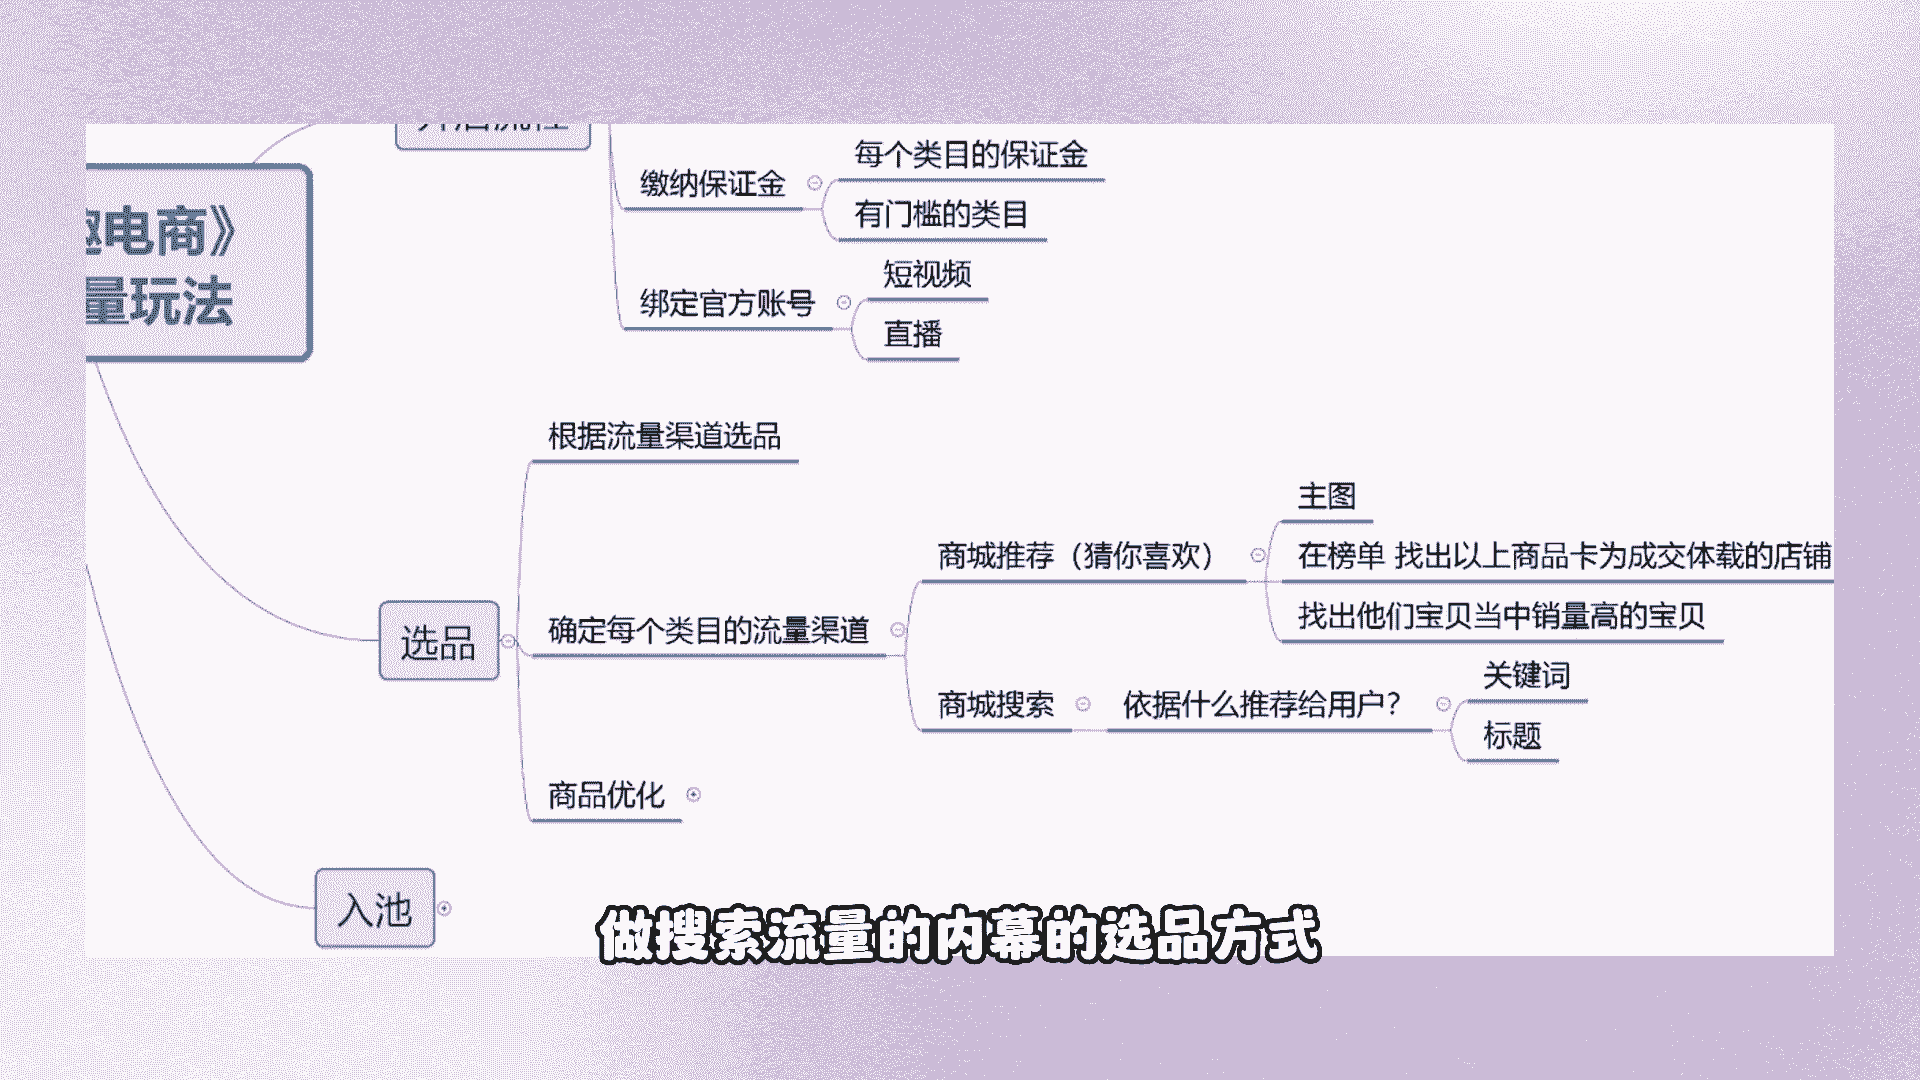 缴纳保证金
每个类目的保证金
有门槛的类目
绑定官方账号
短视频
直播
电商》
量玩法
选品
根据流量渠道选品
确定每个类目的流量渠道
商城推荐（猜你喜欢）
主图
在榜单 找出以上商品卡为成交体载的店铺
找出他们宝贝当中销量高的宝贝
商城搜索
依据什么推荐给用户？
关键词
标题
商品优化
入池
做搜索流量的内幕的选品方式